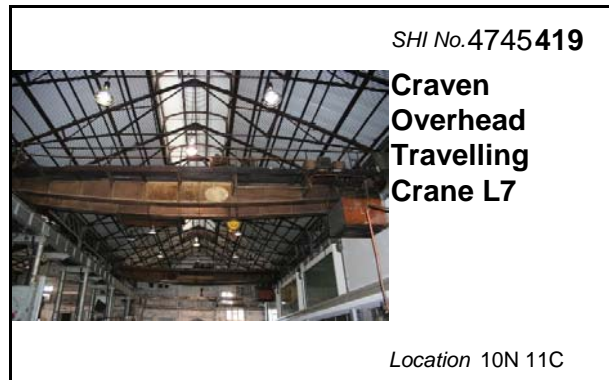 SHI No. 4745419
Craven
Overhead
Travelling
Crane L7
Location 10N 11C